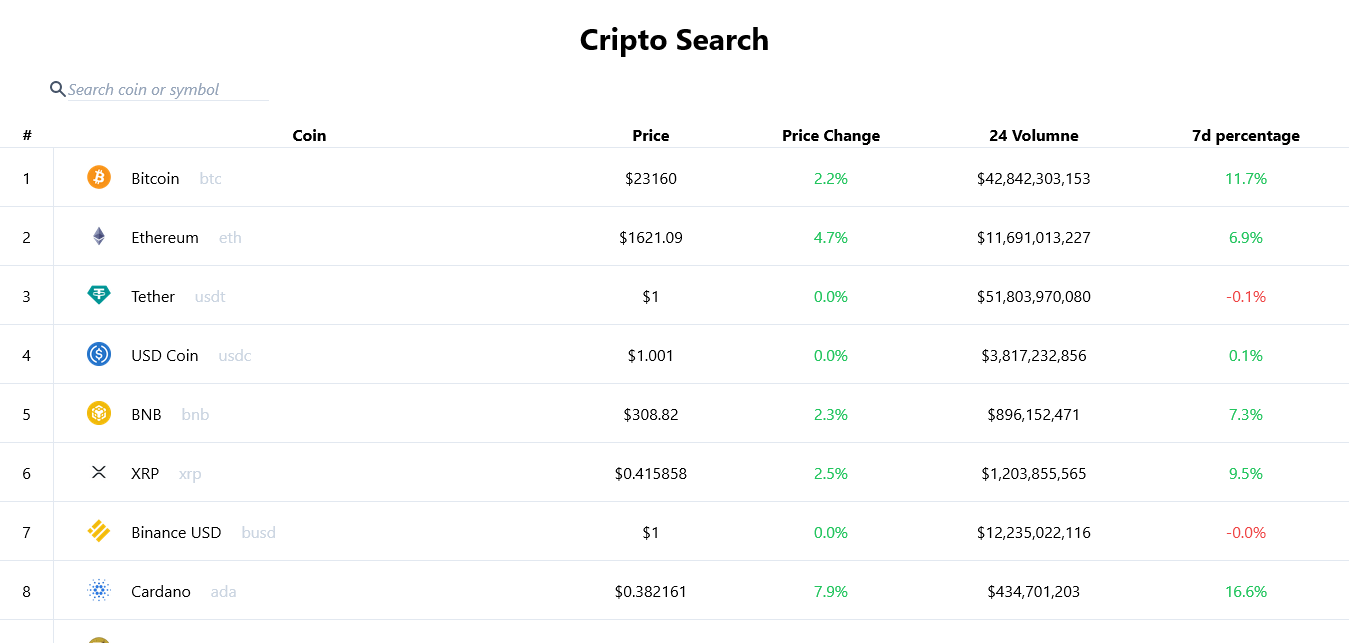 Cripto Search
Search coin or symbol
# Coin Price Price Change 24 Volumne 7d percentage
1 Bitcoin btc $23160 2.2% $42,842,303,153 11.7%
2 Ethereum eth $1621.09 4.7% $11,691,013,227 6.9%
3 Tether usdt $1 0.0% $51,803,970,080 -0.1%
4 USD Coin usdc $1.001 0.0% $3,817,232,856 0.1%
5 BNB bnb $308.82 2.3% $896,152,471 7.3%
6 XRP xrp $0.415858 2.5% $1,203,855,565 9.5%
7 Binance USD busd $1 0.0% $12,235,022,116 -0.0%
8 Cardano ada $0.382161 7.9% $434,701,203 16.6%